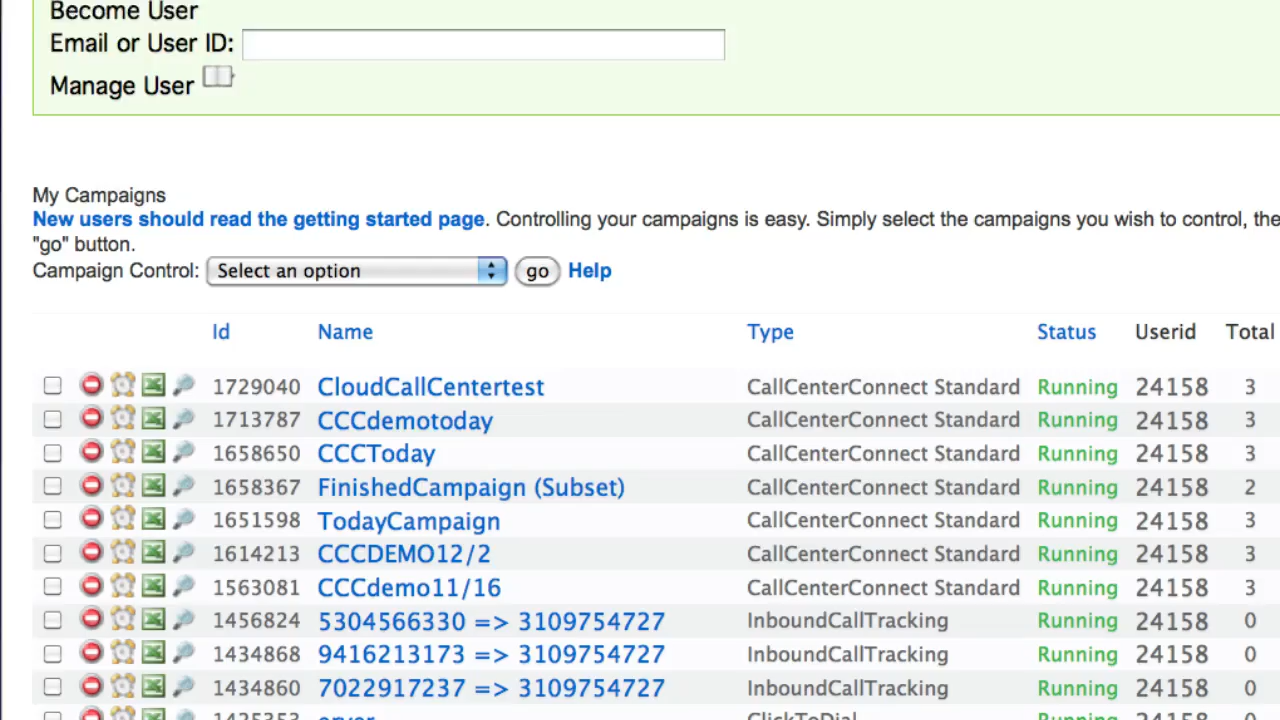 Become User
Email or User ID:
Manage User
My Campaigns
New users should read the getting started page. Controlling your campaigns is easy. Simply select the campaigns you wish to control, the
"go" button.
Campaign Control: Select an option go Help
Id Name Type Status Userid Total
1729040 CloudCallCentertest CallCenterConnect Standard Running 24158 3
1713787 CCCdemotoday CallCenterConnect Standard Running 24158 3
1658650 CCCToday CallCenterConnect Standard Running 24158 3
1658367 FinishedCampaign (Subset) CallCenterConnect Standard Running 24158 2
1651598 TodayCampaign CallCenterConnect Standard Running 24158 3
1614213 CCCDEMO12/2 CallCenterConnect Standard Running 24158 3
1563081 CCCdemo11/16 CallCenterConnect Standard Running 24158 3
1456824 5304566330 => 3109754727 InboundCallTracking Running 24158 0
1434868 9416213173 => 3109754727 InboundCallTracking Running 24158 0
1434860 7022917237 => 3109754727 InboundCallTracking Running 24158 0
ClickToDial Running 24158 0